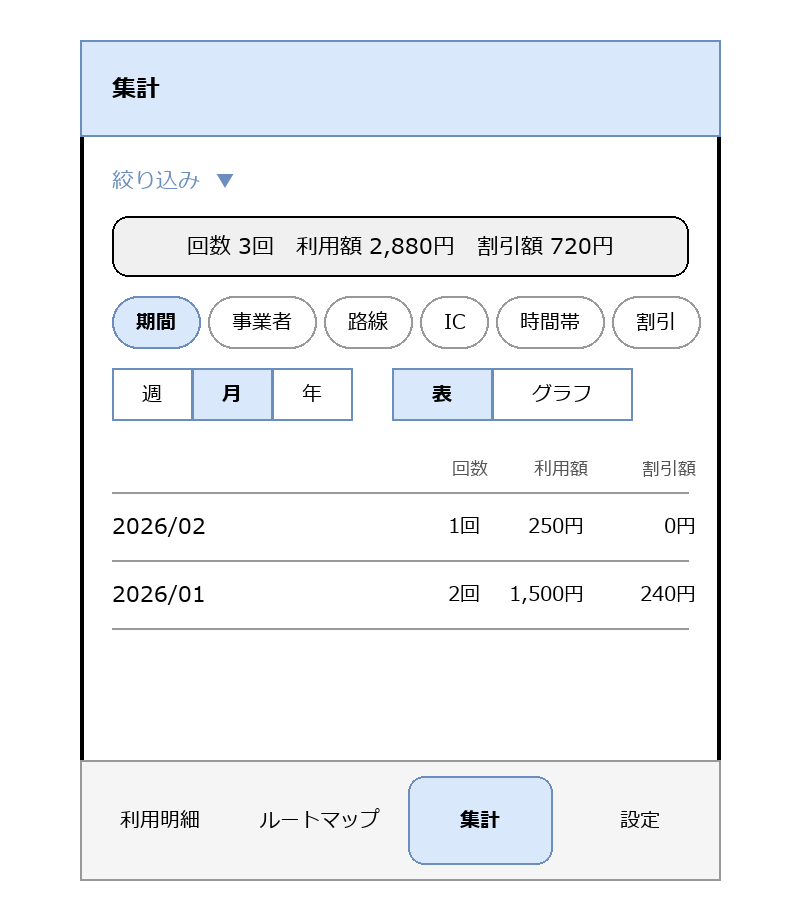 集計
絞り込み ▼
回数 3回　利用額 2,880円　割引額 720円
期間 事業者 路線 IC 時間帯 割引
週 月 年 表 グラフ
回数 利用額 割引額
2026/02 1回 250円 0円
2026/01 2回 1,500円 240円
利用明細 ルートマップ 集計 設定